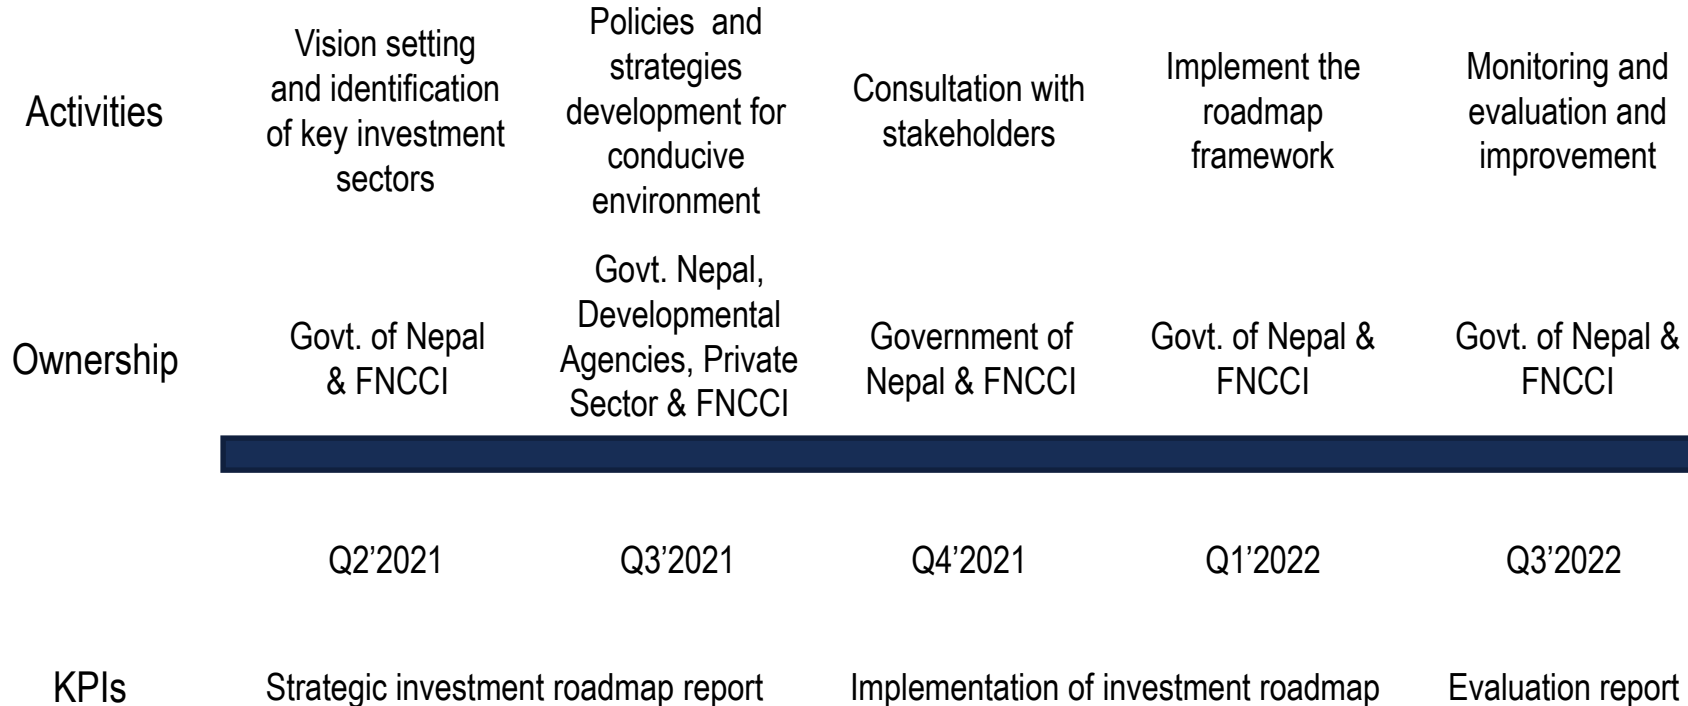 Activities
Vision setting
and identification
of key investment
sectors
Policies and
strategies
development for
conducive
environment
Consultation with
stakeholders
Implement the
roadmap
framework
Monitoring and
evaluation and
improvement
Ownership
Govt. of Nepal
& FNCCI
Govt. Nepal,
Developmental
Agencies, Private
Sector & FNCCI
Government of
Nepal & FNCCI
Govt. of Nepal &
FNCCI
Govt. of Nepal &
FNCCI
Q2’2021
Q3’2021
Q4’2021
Q1’2022
Q3’2022
KPIs
Strategic investment roadmap report
Implementation of investment roadmap
Evaluation report